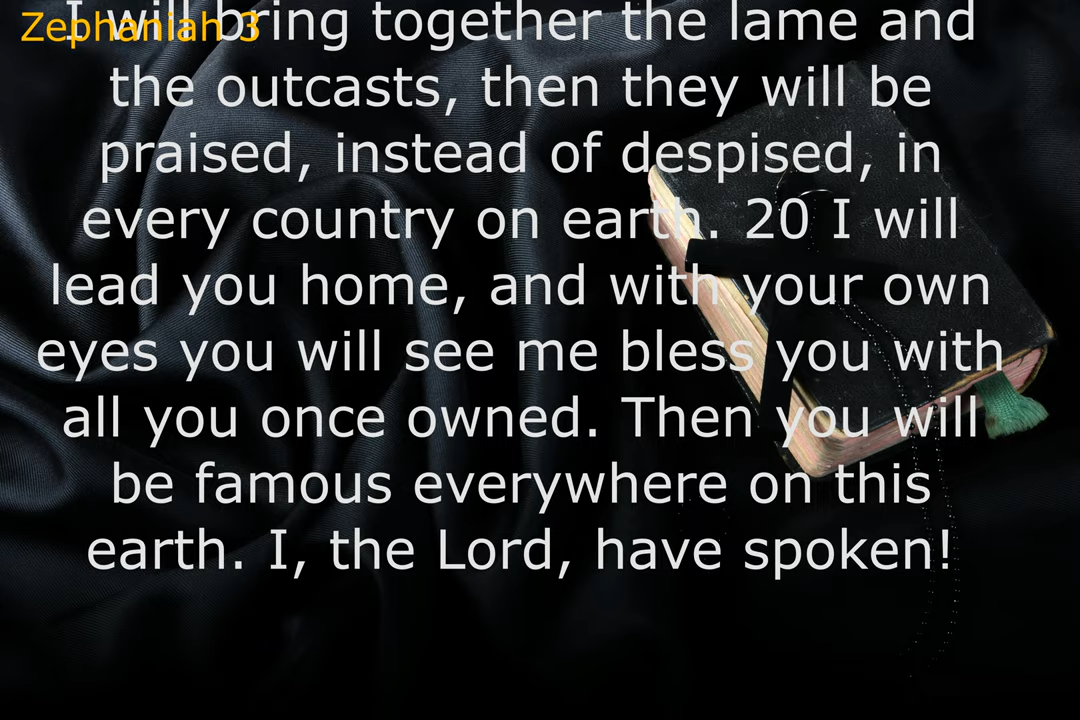 Zephaniah 3
I will bring together the lame and
the outcasts, then they will be
praised, instead of despised, in
every country on earth. 20 I will
lead you home, and with your own
eyes you will see me bless you with
all you once owned. Then you will
be famous everywhere on this
earth. I, the Lord, have spoken!